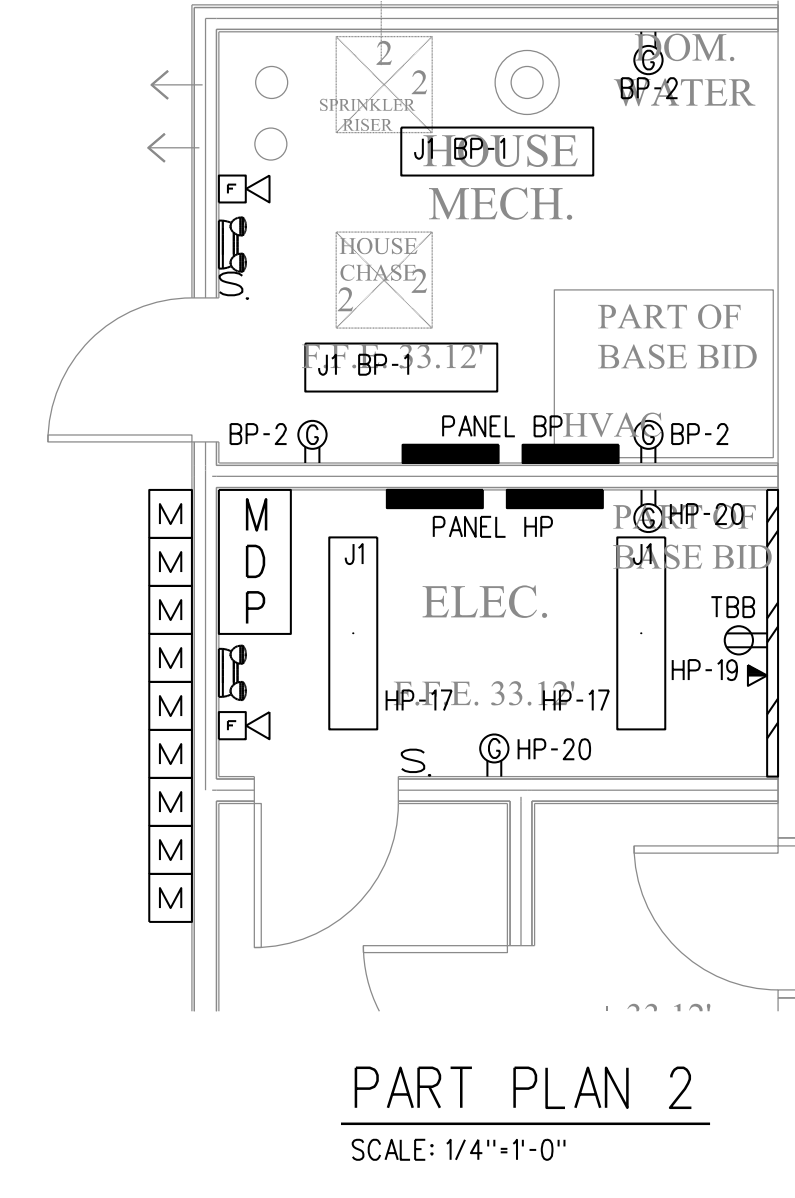 2
2
SPRINKLER
RISER
G
DOM.
BP-2
WATER
J1 BP-1
HOUSE
MECH.
F
HOUSE
CHASE
2
2
S.
PART OF
BASE BID
F.F.E. 33.12'
J1 BP-1
BP-2 G
PANEL BP
HVAC
G BP-2
M
M
M
M
M
M
M
M
M
MDP
PANEL HP
G HP-20
PART OF
BASE BID
J1
J1
ELEC.
TBB
HP-19
F.F.E. 33.12'
HP-17
HP-17
F
S.
G HP-20
33.12'
PART PLAN 2
SCALE: 1/4"=1'-0"